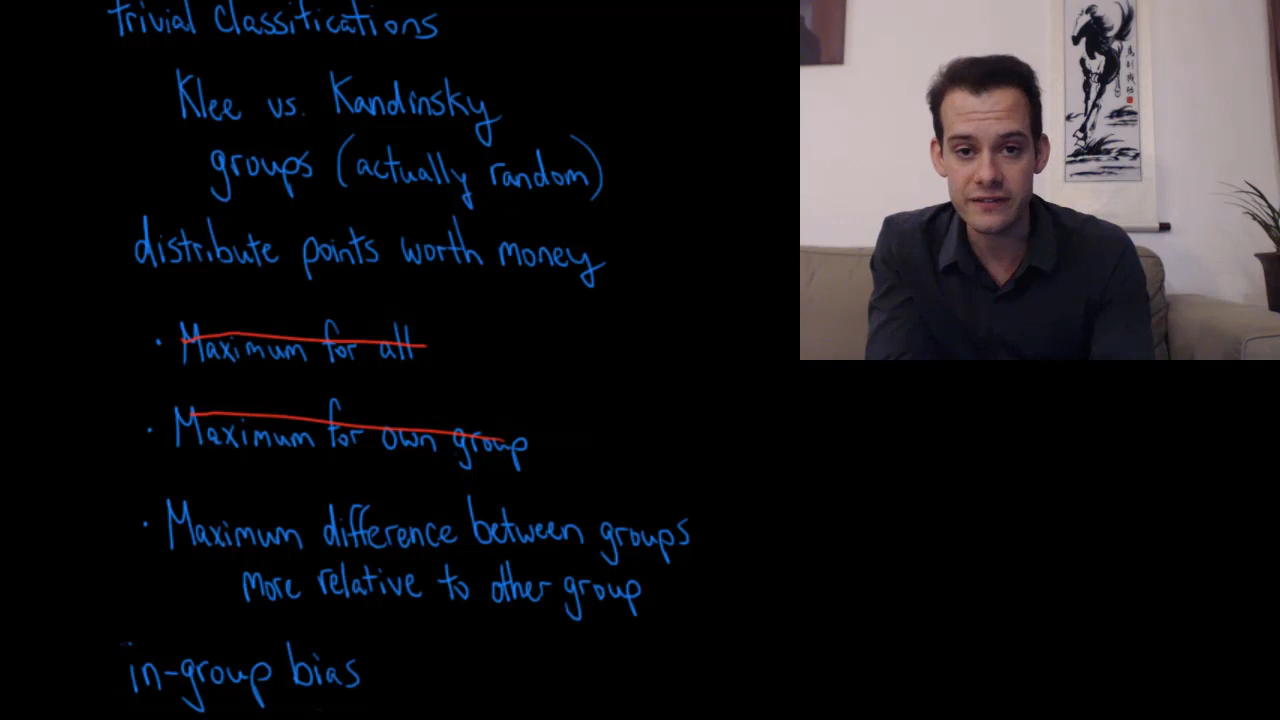 trivial classifications
Klee vs. Kandinsky
groups (actually random)
distribute points worth money
· Maximum for all
· Maximum for own group
· Maximum difference between groups
more relative to other group
in-group bias